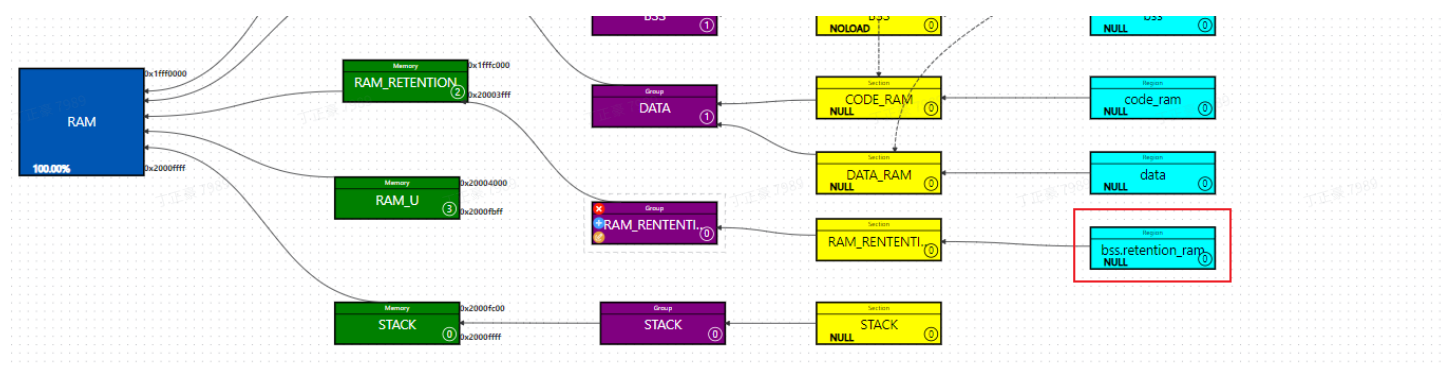 BSS
1
BSS
NOLOAD
0
bss
NULL
0
RAM
100.00%
0x1fff0000
0x2000ffff
Memory
RAM_RETENTION
2
0x1fffc000
0x20003fff
Group
DATA
1
Section
CODE_RAM
NULL
0
Region
code_ram
NULL
0
Section
DATA_RAM
NULL
0
Region
data
NULL
0
Memory
RAM_U
3
0x20004000
0x2000fbff
Group
RAM_RENTENTI...
0
Section
RAM_RENTENTI...
0
Region
bss.retention_ram
NULL
0
Memory
STACK
0
0x2000fc00
0x2000ffff
Group
STACK
0
Section
STACK
NULL
0